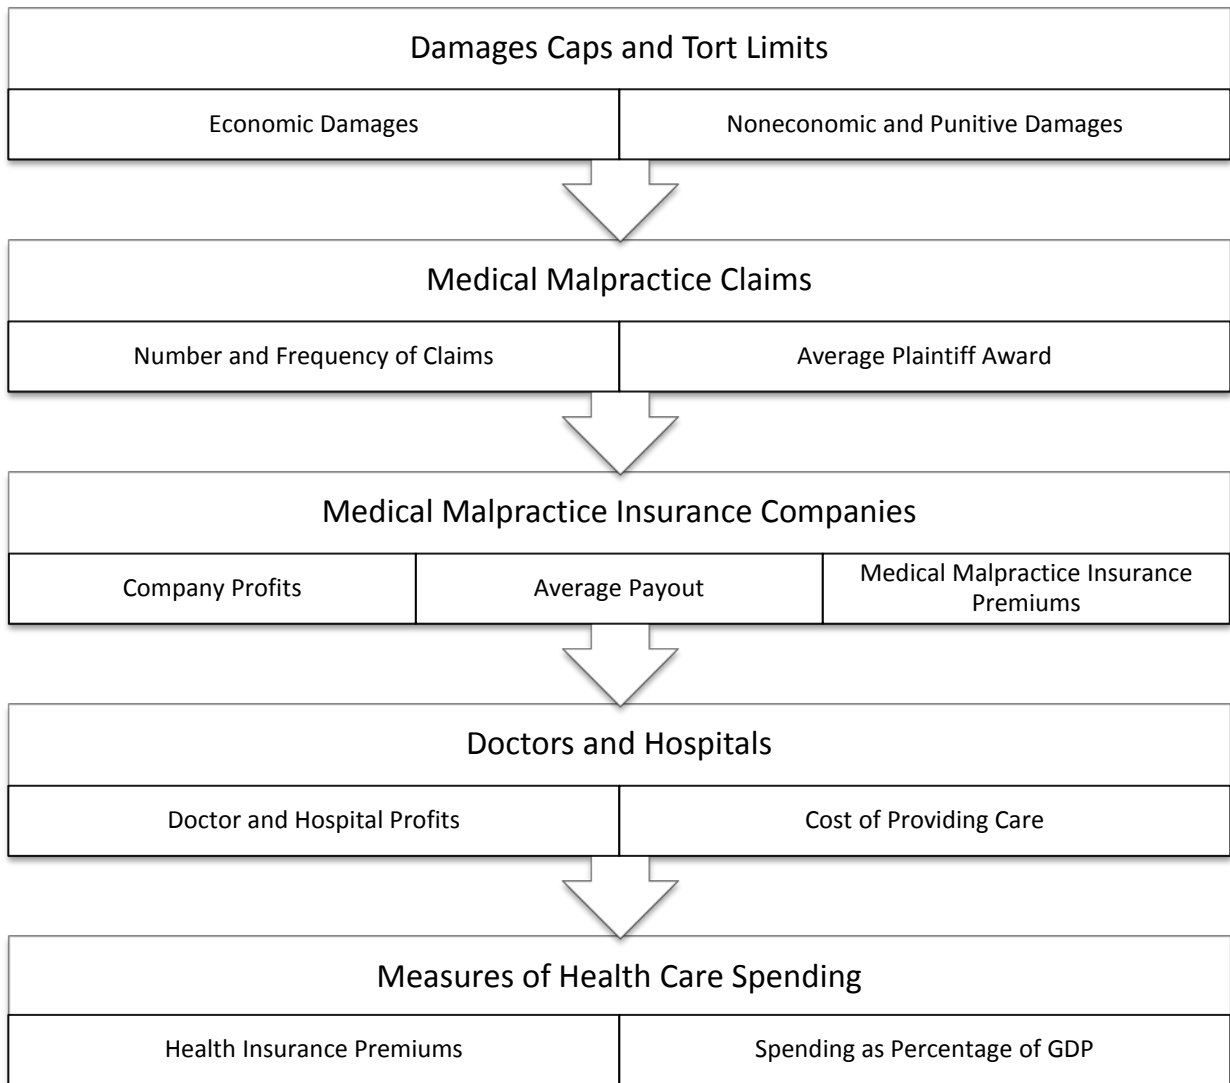 Damages Caps and Tort Limits
Economic Damages
Noneconomic and Punitive Damages
Medical Malpractice Claims
Number and Frequency of Claims
Average Plaintiff Award
Medical Malpractice Insurance Companies
Company Profits
Average Payout
Medical Malpractice Insurance
Premiums
Doctors and Hospitals
Doctor and Hospital Profits
Cost of Providing Care
Measures of Health Care Spending
Health Insurance Premiums
Spending as Percentage of GDP